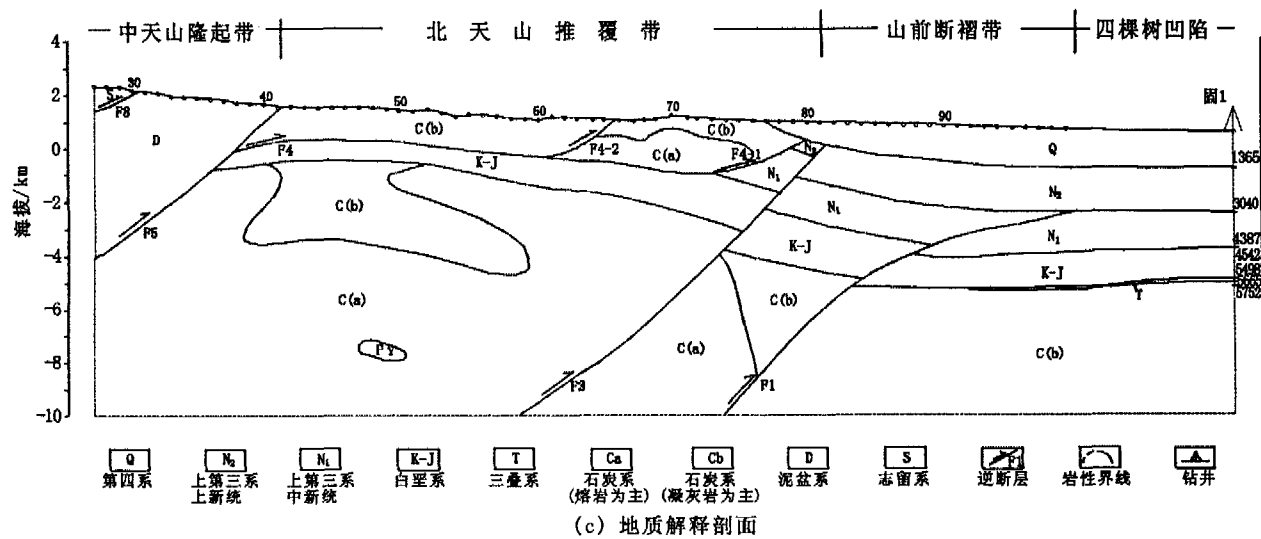 中天山隆起带 北天山推覆带 山前断褶带 四棵树凹陷
海拔/km
4
2
0
-2
-4
-6
-8
-10
30 40 50 60 70 80 90
固1
S F8
D
F5
C(b)
F4
F4-2
C(a)
C(b)
F4-1
K-J
N₁
N₂
Q
N₂
N₁
K-J
C(b)
N₁
K-J
T
C(b)
C(b)
C(a)
C(a)
F3
F1
1365
3040
4387
4542
5498
5752
Q N₂ N₁ K-J T Ca Cb D S F1
第四系 上第三系 上第三系 白垩系 三叠系 石炭系 石炭系 泥盆系 志留系 逆断层 岩性界线 钻井
上新统 中新统 (熔岩为主) (凝灰岩为主)
(c) 地质解释剖面